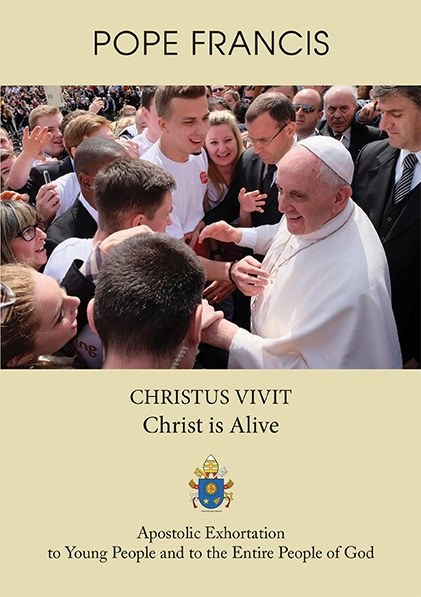 POPE FRANCIS
CHRISTUS VIVIT
Christ is Alive
Apostolic Exhortation
to Young People and to the Entire People of God